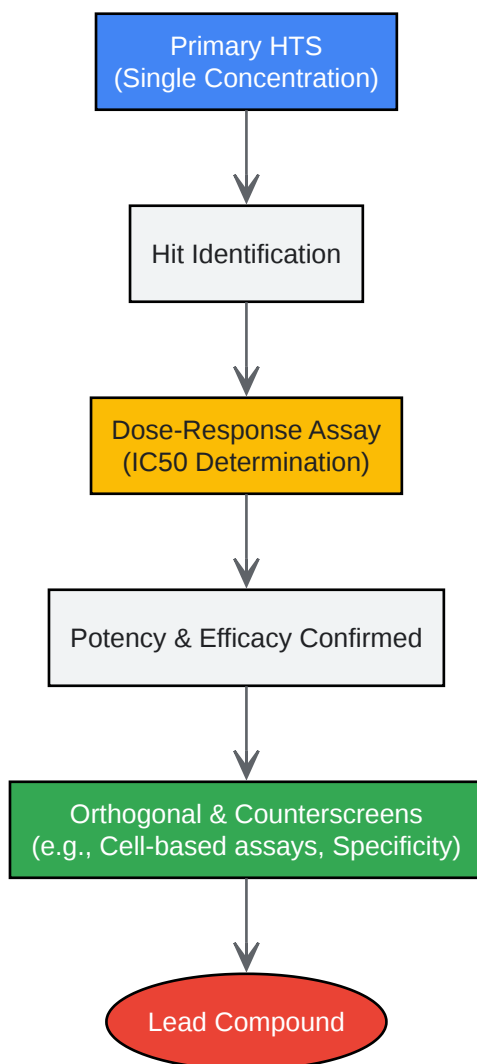 Primary HTS
(Single Concentration)
Hit Identification
Dose-Response Assay
(IC50 Determination)
Potency & Efficacy Confirmed
Orthogonal & Counterscreens
(e.g., Cell-based assays, Specificity)
Lead Compound